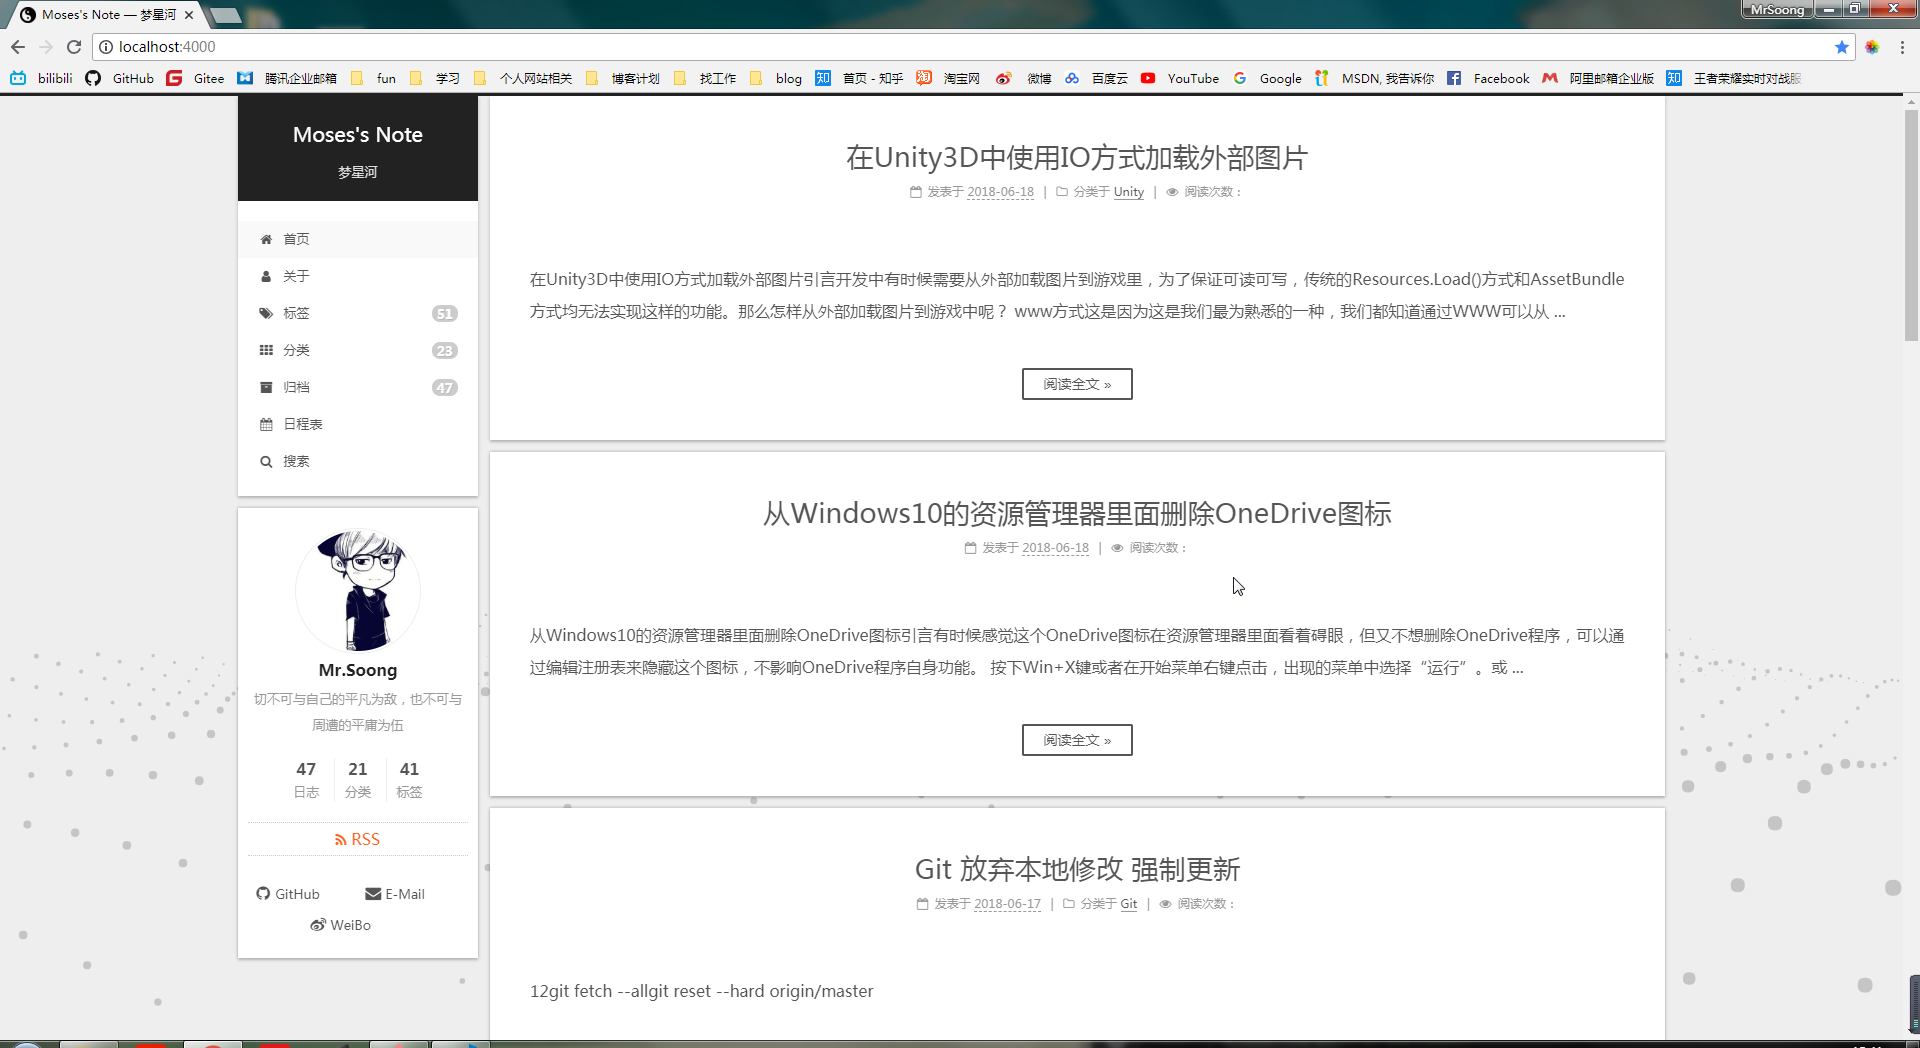 Moses's Note — 梦星河
MrSoong
localhost:4000
bilibili GitHub Gitee 腾讯企业邮箱 fun 学习 个人网站相关 博客计划 找工作 blog 首页 - 知乎 淘宝网 微博 百度云 YouTube Google MSDN, 我告诉你 Facebook 阿里邮箱企业版 王者荣耀实时对战服
Moses's Note
梦星河
首页
关于
标签 51
分类 23
归档 47
日程表
搜索
Mr.Soong
切不可与自己的平凡为敌，也不可与
周遭的平庸为伍
47 21 41
日志 分类 标签
RSS
GitHub E-Mail
WeiBo
在Unity3D中使用IO方式加载外部图片
发表于 2018-06-18 | 分类于 Unity | 阅读次数：
在Unity3D中使用IO方式加载外部图片引言开发中有时候需要从外部加载图片到游戏里，为了保证可读可写，传统的Resources.Load()方式和AssetBundle
方式均无法实现这样的功能。那么怎样从外部加载图片到游戏中呢？ www方式这是因为这是我们最为熟悉的一种，我们都知道通过WWW可以从 ...
阅读全文 »
从Windows10的资源管理器里面删除OneDrive图标
发表于 2018-06-18 | 阅读次数：
从Windows10的资源管理器里面删除OneDrive图标引言有时候感觉这个OneDrive图标在资源管理器里面看着碍眼，但又不想删除OneDrive程序，可以通
过编辑注册表来隐藏这个图标，不影响OneDrive程序自身功能。 按下Win+X键或者在开始菜单右键点击，出现的菜单中选择“运行”。或 ...
阅读全文 »
Git 放弃本地修改 强制更新
发表于 2018-06-17 | 分类于 Git | 阅读次数：
12git fetch --allgit reset --hard origin/master